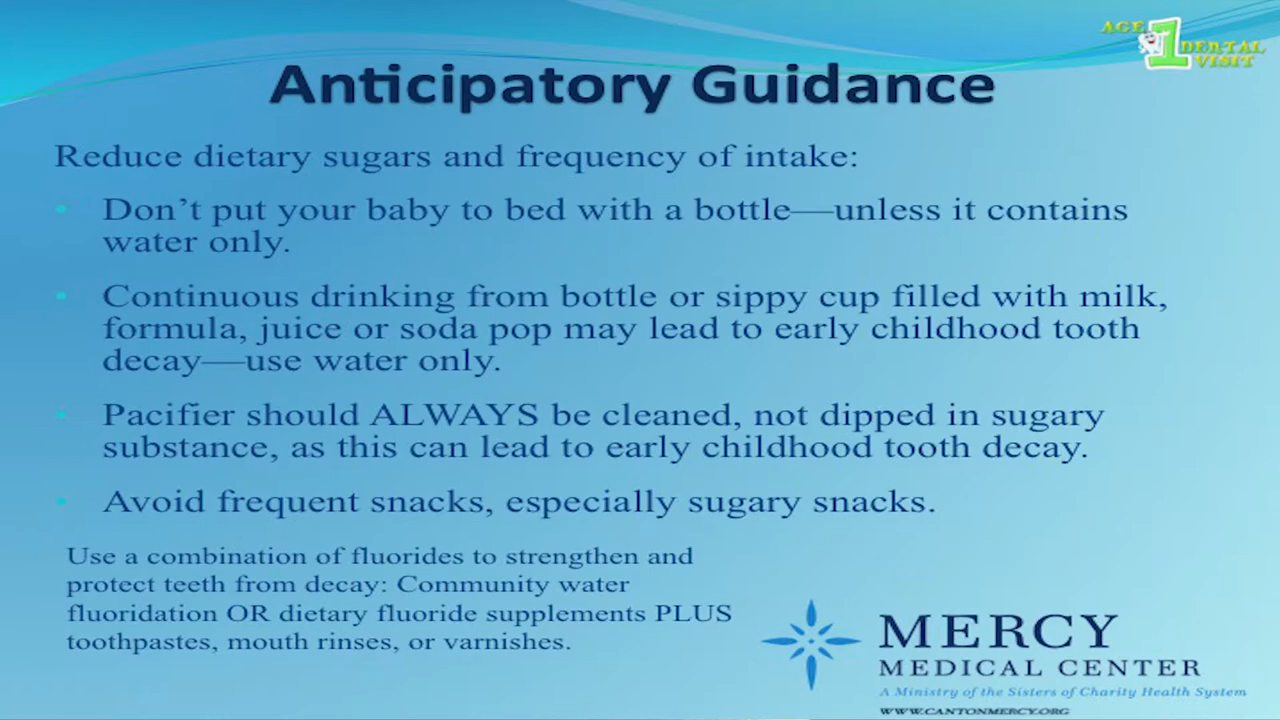 AGE 1 DENTAL
VISIT
Anticipatory Guidance
Reduce dietary sugars and frequency of intake:
• Don't put your baby to bed with a bottle—unless it contains
water only.
• Continuous drinking from bottle or sippy cup filled with milk,
formula, juice or soda pop may lead to early childhood tooth
decay—use water only.
• Pacifier should ALWAYS be cleaned, not dipped in sugary
substance, as this can lead to early childhood tooth decay.
• Avoid frequent snacks, especially sugary snacks.
Use a combination of fluorides to strengthen and
protect teeth from decay: Community water
fluoridation OR dietary fluoride supplements PLUS
toothpastes, mouth rinses, or varnishes.
MERCY
MEDICAL CENTER
A Ministry of the Sisters of Charity Health System
WWW.CANTONMERCY.ORG